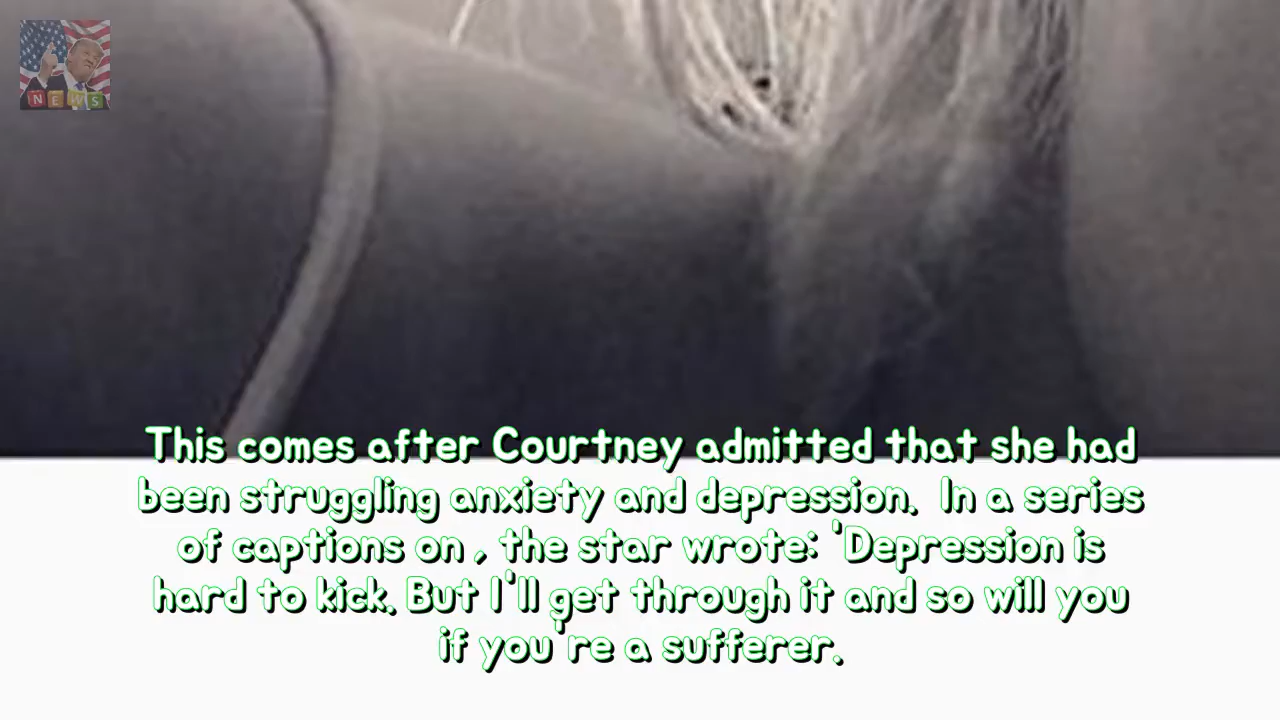 NEWS
This comes after Courtney admitted that she had
been struggling anxiety and depression.  In a series
of captions on , the star wrote: 'Depression is
hard to kick. But I'll get through it and so will you
if you're a sufferer.